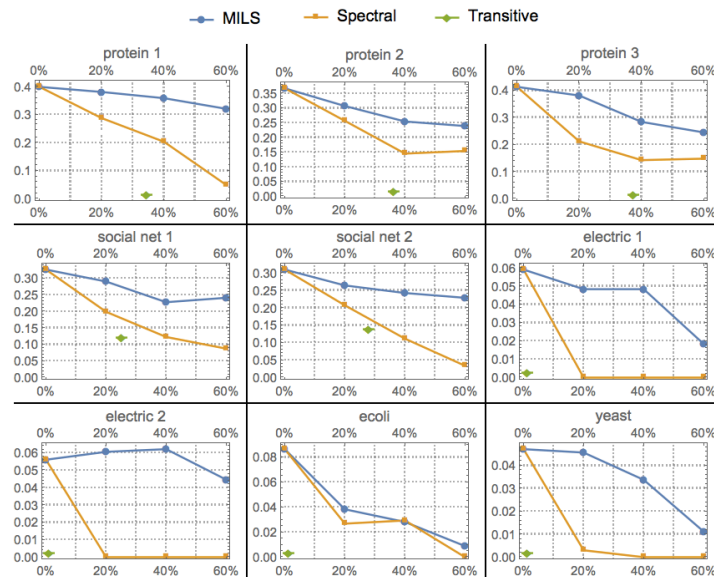 MILS Spectral Transitive
protein 1 protein 2 protein 3
0% 20% 40% 60% 0% 20% 40% 60% 0% 20% 40% 60%
0.4 0.35 0.4
0.3 0.30 0.3
0.25
0.2 0.20 0.2
0.15
0.1 0.10 0.1
0.05
0.0 0.00 0.0
0% 20% 40% 60% 0% 20% 40% 60% 0% 20% 40% 60%
social net 1 social net 2 electric 1
0% 20% 40% 60% 0% 20% 40% 60% 0% 20% 40% 60%
0.30 0.30 0.06
0.25 0.25 0.05
0.20 0.20 0.04
0.15 0.15 0.03
0.10 0.10 0.02
0.05 0.05 0.01
0.00 0.00 0.00
0% 20% 40% 60% 0% 20% 40% 60% 0% 20% 40% 60%
electric 2 ecoli yeast
0% 20% 40% 60% 0% 20% 40% 60% 0% 20% 40% 60%
0.06 0.08 0.04
0.05 0.06 0.03
0.04 0.04 0.02
0.03 0.02 0.01
0.02 0.00 0.00
0.01
0.00
0% 20% 40% 60% 0% 20% 40% 60% 0% 20% 40% 60%